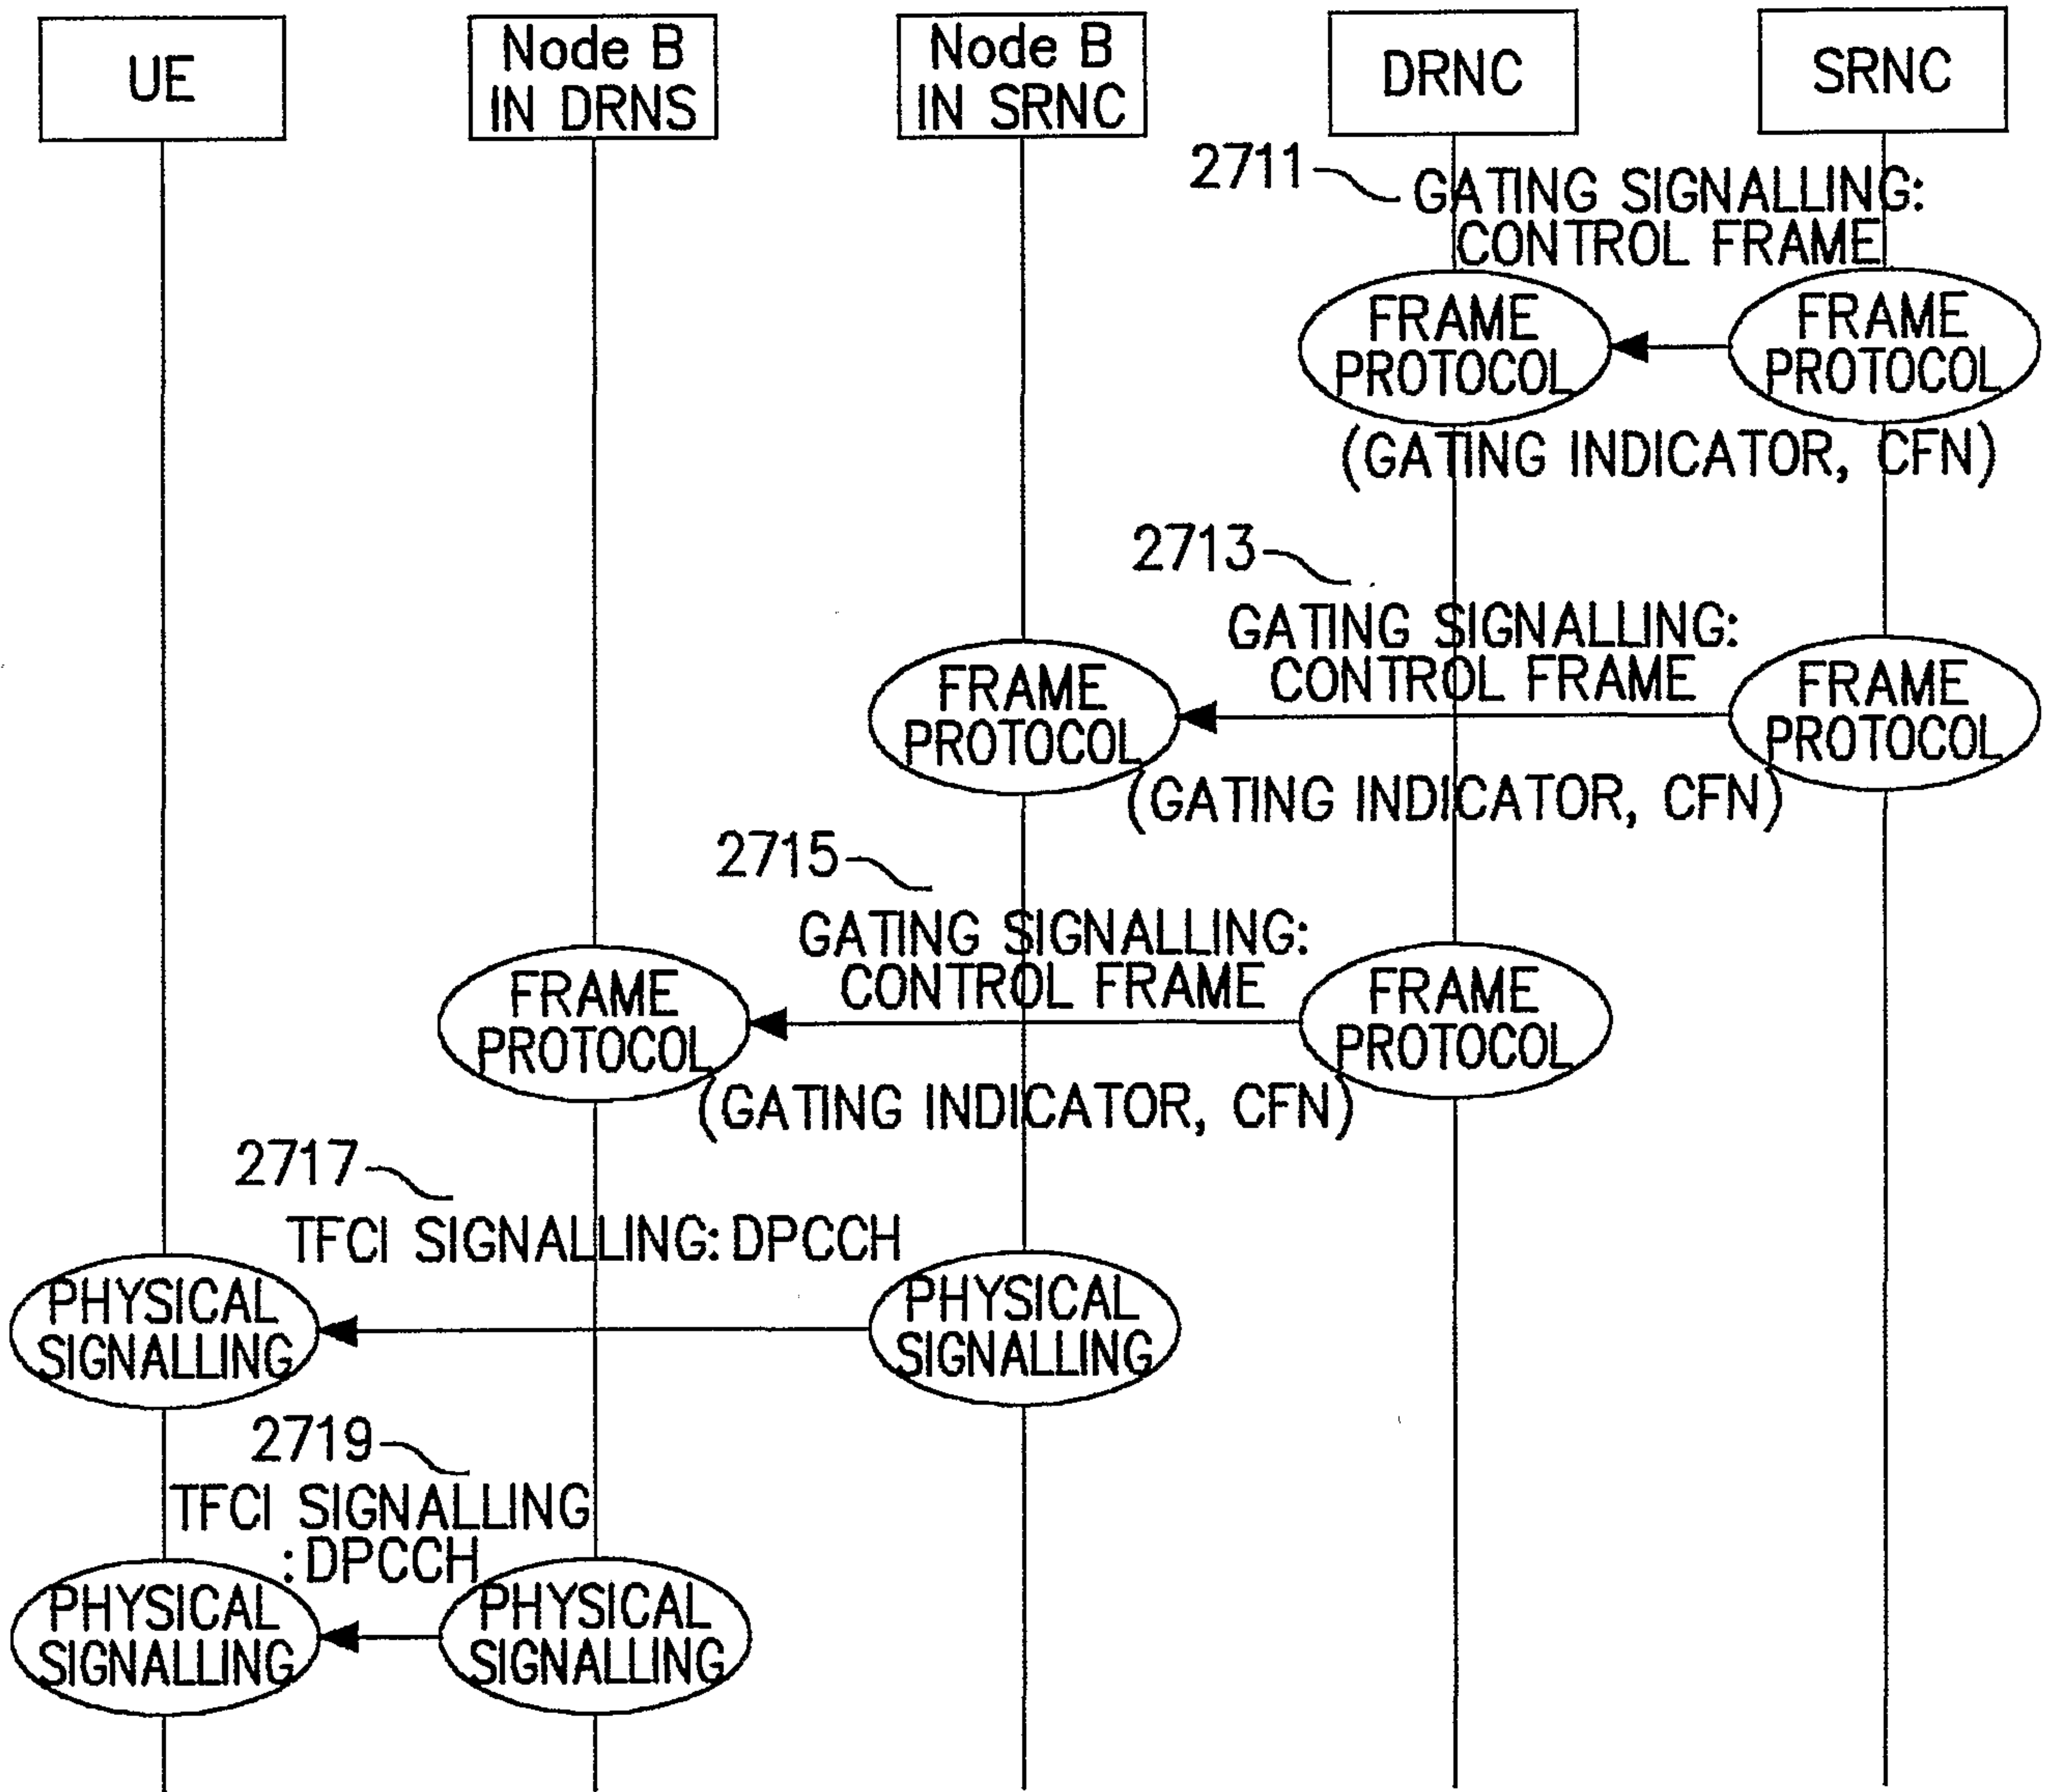 UE
Node B
IN DRNS
Node B
IN SRNC
DRNC
SRNC
2711
GATING SIGNALLING:
CONTROL FRAME
FRAME
PROTOCOL
FRAME
PROTOCOL
(GATING INDICATOR, CFN)
2713
GATING SIGNALLING:
CONTROL FRAME
FRAME
PROTOCOL
FRAME
PROTOCOL
(GATING INDICATOR, CFN)
2715
GATING SIGNALLING:
CONTROL FRAME
FRAME
PROTOCOL
FRAME
PROTOCOL
(GATING INDICATOR, CFN)
2717
TFCI SIGNALLING: DPCCH
PHYSICAL
SIGNALLING
PHYSICAL
SIGNALLING
2719
TFCI SIGNALLING
: DPCCH
PHYSICAL
SIGNALLING
PHYSICAL
SIGNALLING